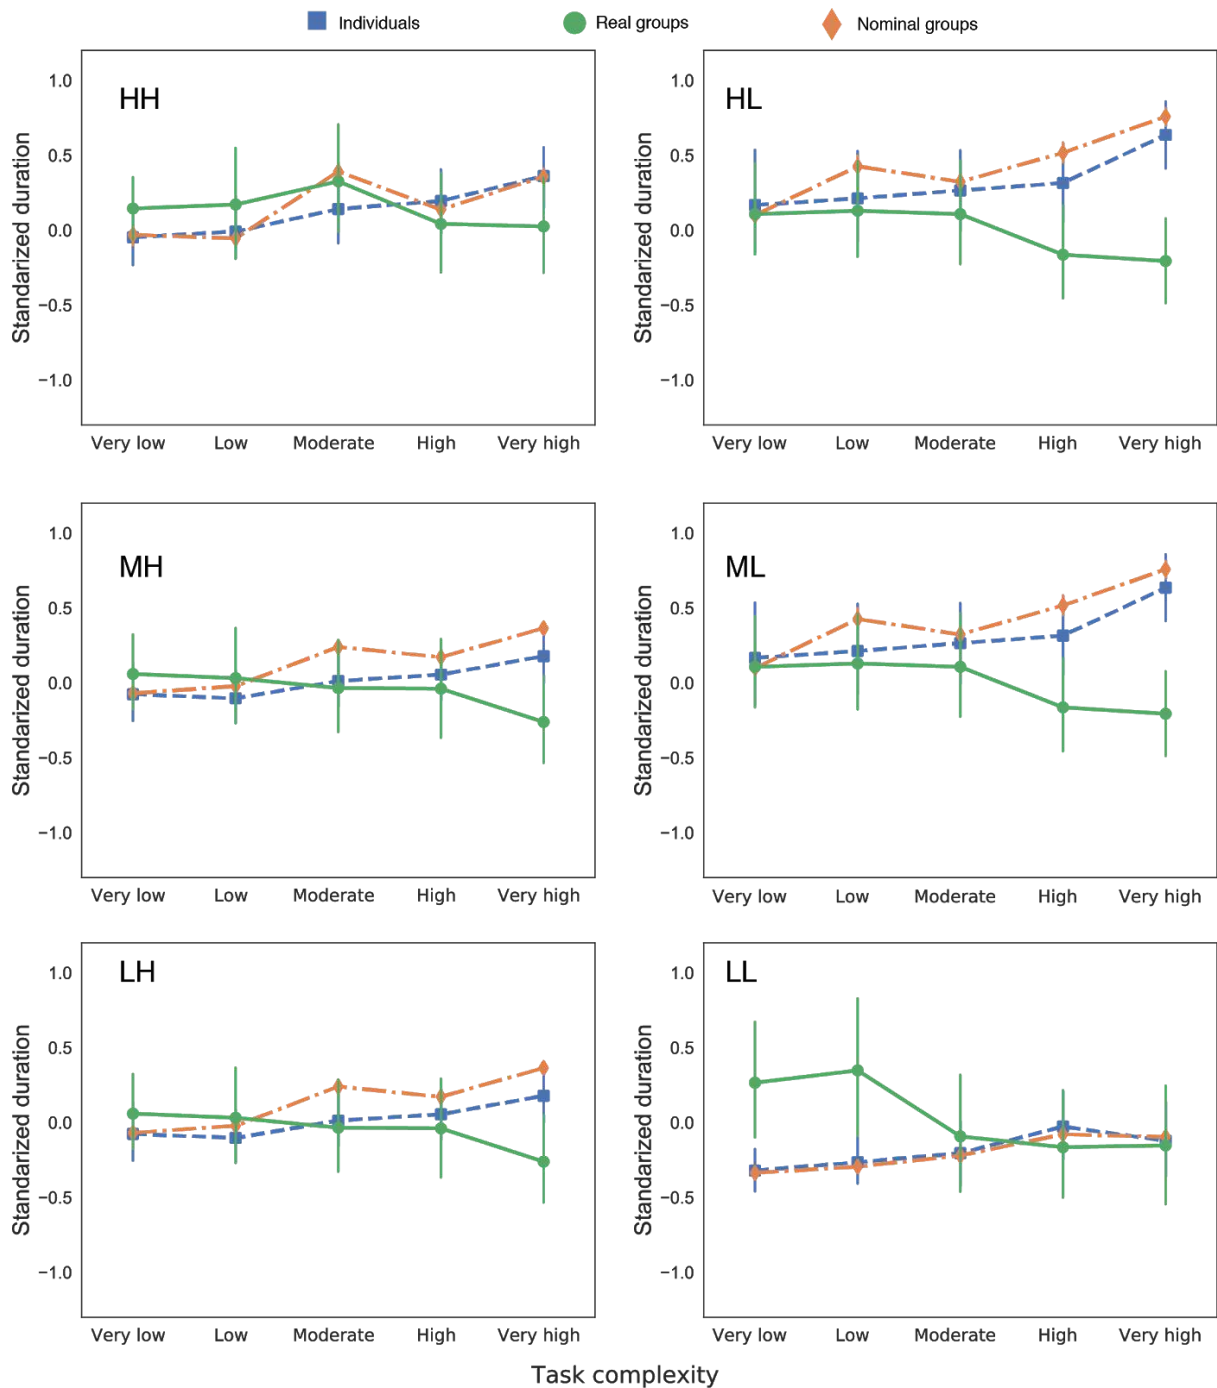 Individuals Real groups Nominal groups
HH
Standarized duration
1.0
0.5
0.0
−0.5
−1.0
Very low Low Moderate High Very high
HL
Standarized duration
1.0
0.5
0.0
−0.5
−1.0
Very low Low Moderate High Very high
MH
Standarized duration
1.0
0.5
0.0
−0.5
−1.0
Very low Low Moderate High Very high
ML
Standarized duration
1.0
0.5
0.0
−0.5
−1.0
Very low Low Moderate High Very high
LH
Standarized duration
1.0
0.5
0.0
−0.5
−1.0
Very low Low Moderate High Very high
LL
Standarized duration
1.0
0.5
0.0
−0.5
−1.0
Very low Low Moderate High Very high
Task complexity